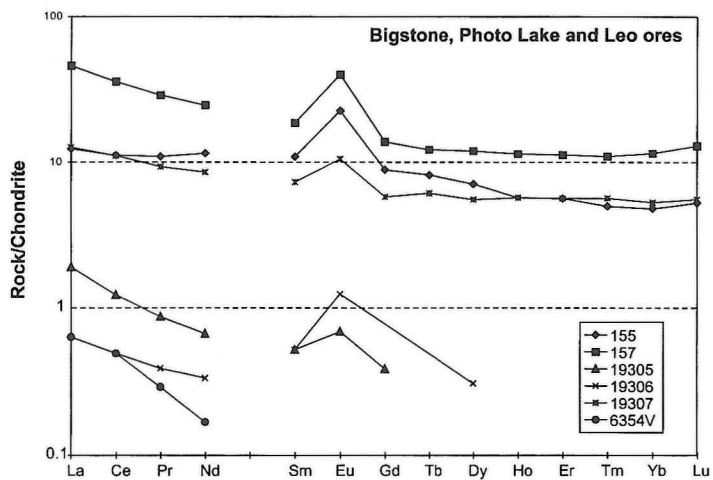 Bigstone, Photo Lake and Leo ores
100
10
1
0.1
Rock/Chondrite
155
157
19305
19306
19307
6354V
La Ce Pr Nd Sm Eu Gd Tb Dy Ho Er Tm Yb Lu